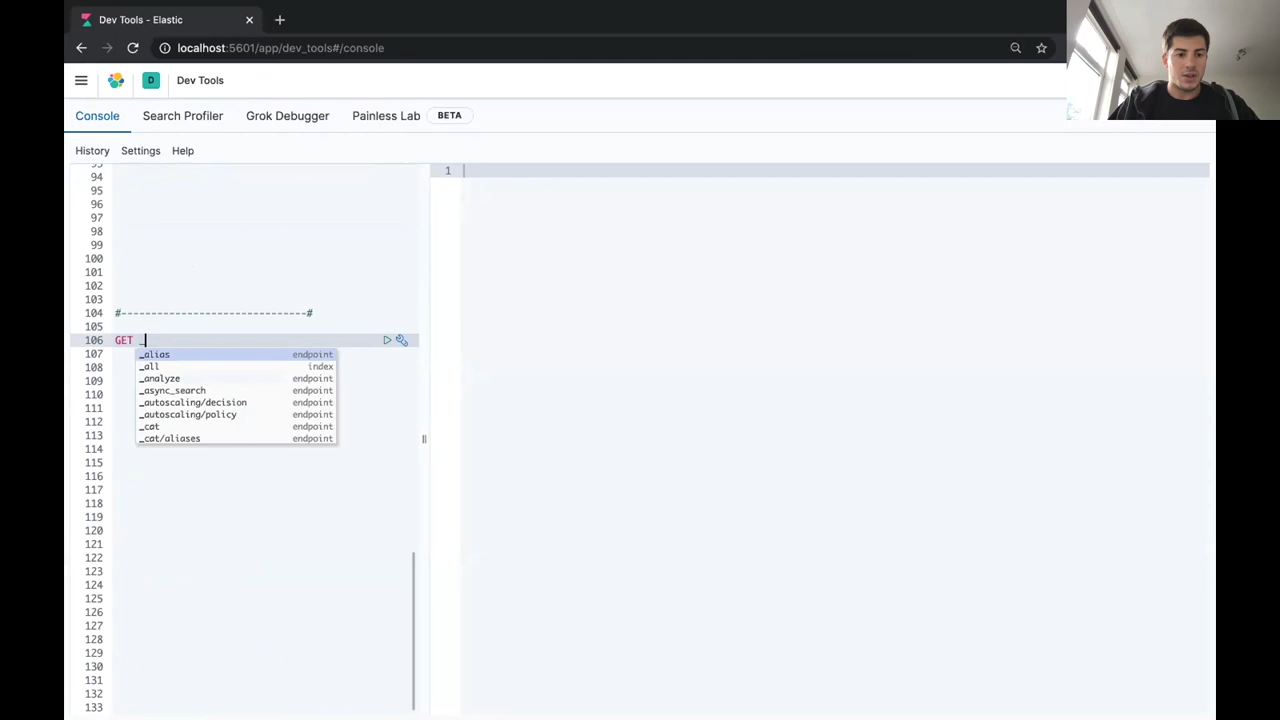 Dev Tools - Elastic
localhost:5601/app/dev_tools#/console
D Dev Tools
Console Search Profiler Grok Debugger Painless Lab BETA
History Settings Help
93
94
95
96
97
98
99
100
101
102
103
104 #-------------------------------#
105
106 GET _
107
108
109
110
111
112
113
114
115
116
117
118
119
120
121
122
123
124
125
126
127
128
129
130
131
132
133
_alias endpoint
_all index
_analyze endpoint
_async_search endpoint
_autoscaling/decision endpoint
_autoscaling/policy endpoint
_cat endpoint
_cat/aliases endpoint
1